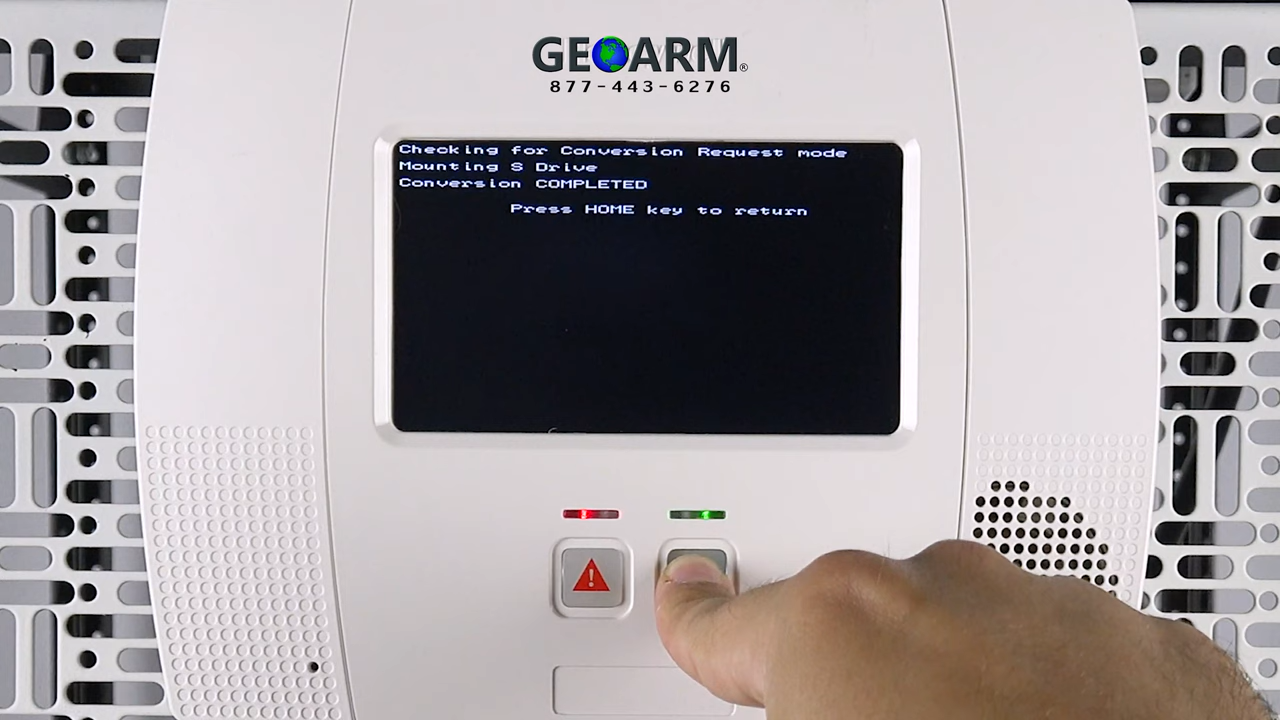 GEOARM®
877-443-6276
Checking for Conversion Request mode
Mounting S Drive
Conversion COMPLETED
Press HOME key to return
!